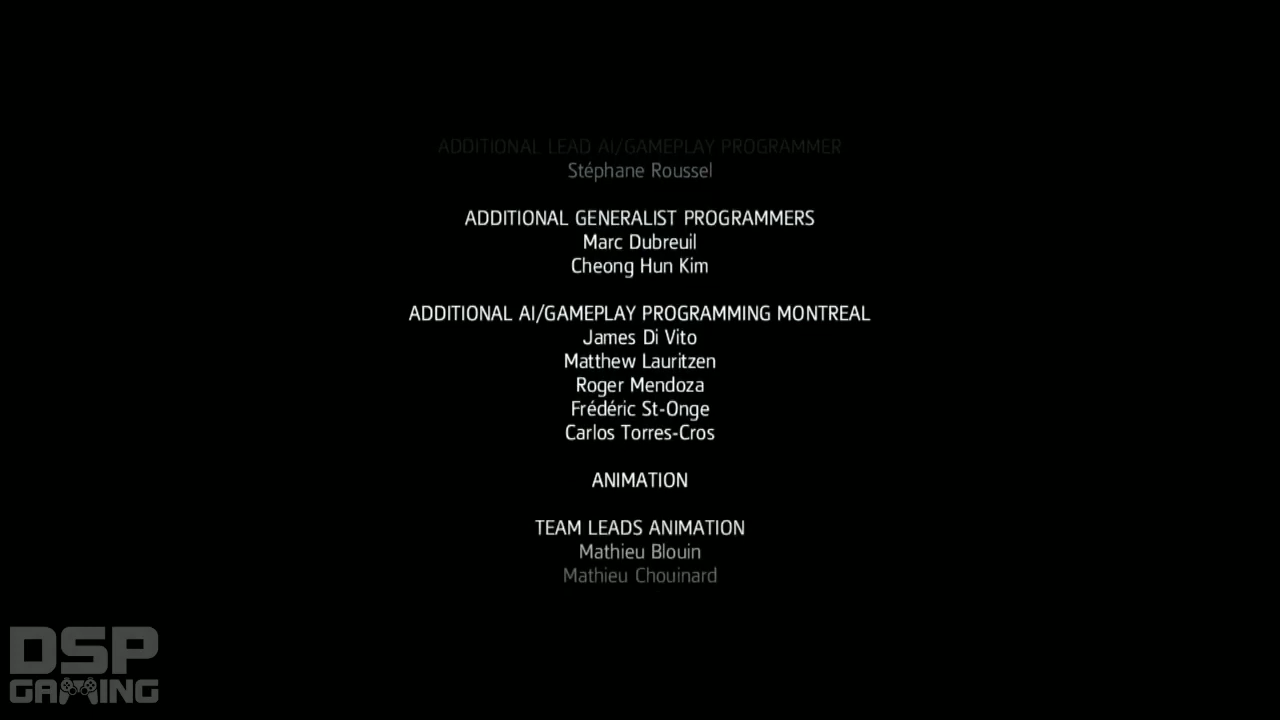 ADDITIONAL LEAD AI/GAMEPLAY PROGRAMMER
Stéphane Roussel
ADDITIONAL GENERALIST PROGRAMMERS
Marc Dubreuil
Cheong Hun Kim
ADDITIONAL AI/GAMEPLAY PROGRAMMING MONTREAL
James Di Vito
Matthew Lauritzen
Roger Mendoza
Frédéric St-Onge
Carlos Torres-Cros
ANIMATION
TEAM LEADS ANIMATION
Mathieu Blouin
Mathieu Chouinard
DSP
GAMING